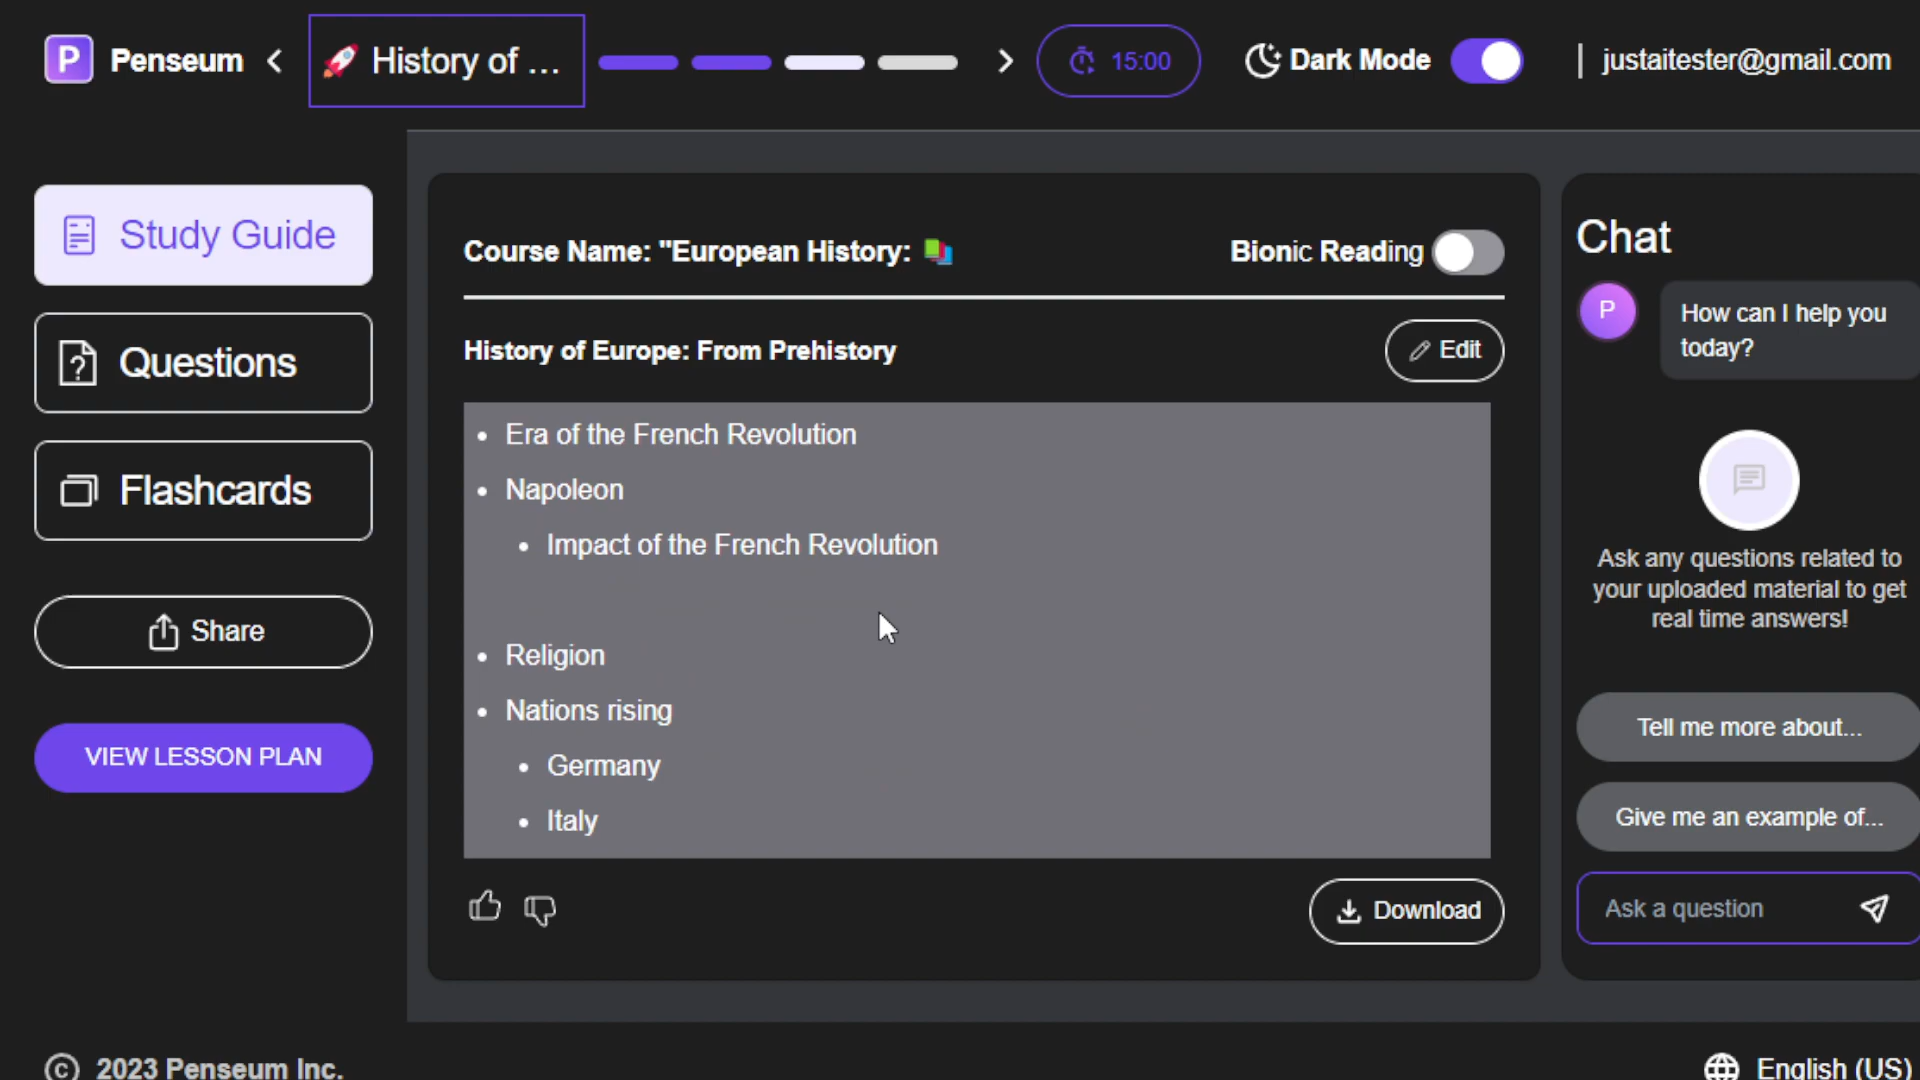 P Penseum
History of ...
15:00
Dark Mode
justaitester@gmail.com
Study Guide
Questions
Flashcards
Share
VIEW LESSON PLAN
Course Name: "European History:
Bionic Reading
History of Europe: From Prehistory
Edit
Era of the French Revolution
Napoleon
Impact of the French Revolution
Religion
Nations rising
Germany
Italy
Download
Chat
P
How can I help you
today?
Ask any questions related to
your uploaded material to get
real time answers!
Tell me more about...
Give me an example of...
Ask a question
© 2023 Penseum Inc.
English (US)